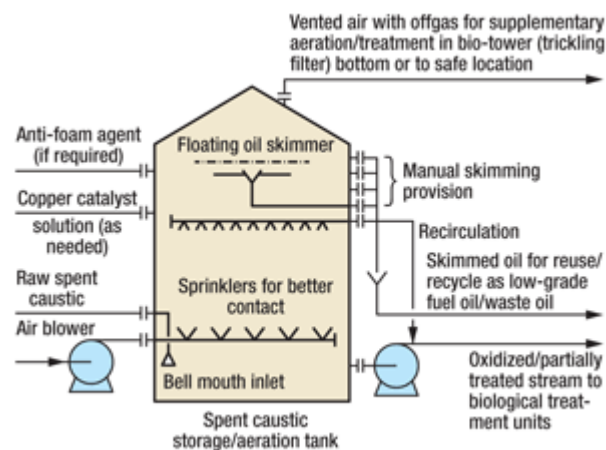 Vented air with offgas for supplementary
aeration/treatment in bio-tower (trickling
filter) bottom or to safe location
Anti-foam agent
(if required)
Floating oil skimmer
Manual skimming
provision
Copper catalyst
solution (as
needed)
Recirculation
Skimmed oil for reuse/
recycle as low-grade
fuel oil/waste oil
Raw spent
caustic
Sprinklers for better
contact
Air blower
Bell mouth inlet
Oxidized/partially
treated stream to
biological treat-
ment units
Spent caustic
storage/aeration tank